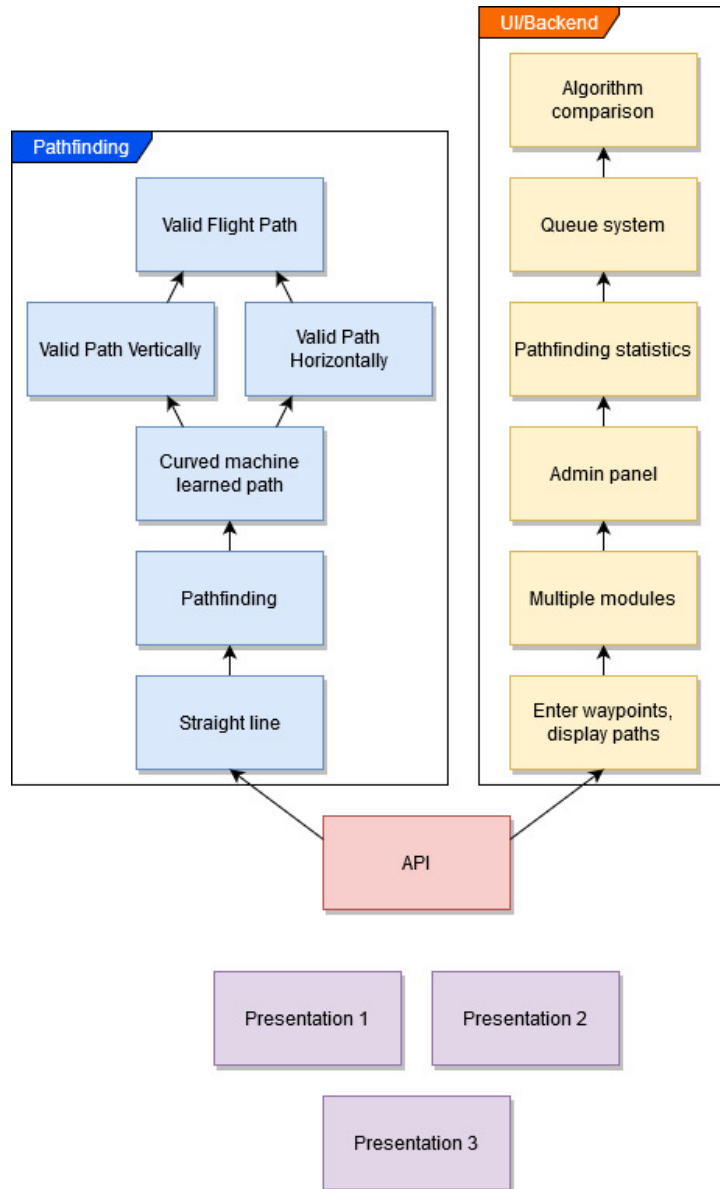 UI/Backend
Algorithm
comparison
Pathfinding
Valid Flight Path
Queue system
Valid Path Vertically
Valid Path
Horizontally
Pathfinding statistics
Curved machine
learned path
Admin panel
Pathfinding
Multiple modules
Straight line
Enter waypoints,
display paths
API
Presentation 1
Presentation 2
Presentation 3